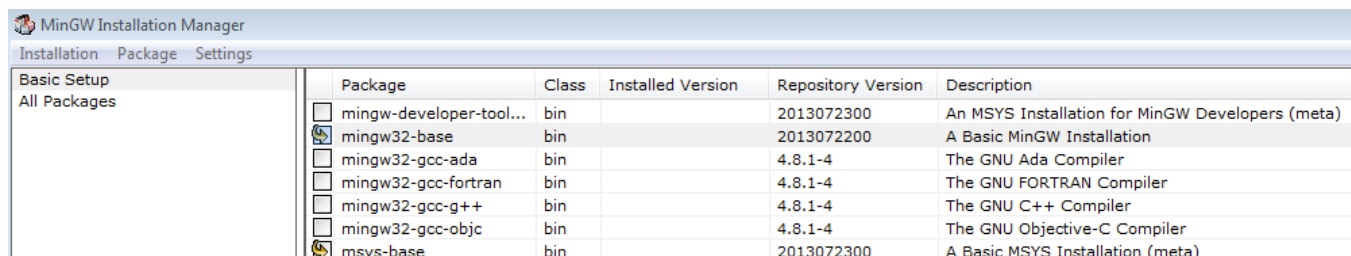 MinGW Installation Manager
Installation Package Settings
Basic Setup
All Packages
Package Class Installed Version Repository Version Description
mingw-developer-tool... bin 2013072300 An MSYS Installation for MinGW Developers (meta)
mingw32-base bin 2013072200 A Basic MinGW Installation
mingw32-gcc-ada bin 4.8.1-4 The GNU Ada Compiler
mingw32-gcc-fortran bin 4.8.1-4 The GNU FORTRAN Compiler
mingw32-gcc-g++ bin 4.8.1-4 The GNU C++ Compiler
mingw32-gcc-objc bin 4.8.1-4 The GNU Objective-C Compiler
msys-base bin 2013072300 A Basic MSYS Installation (meta)